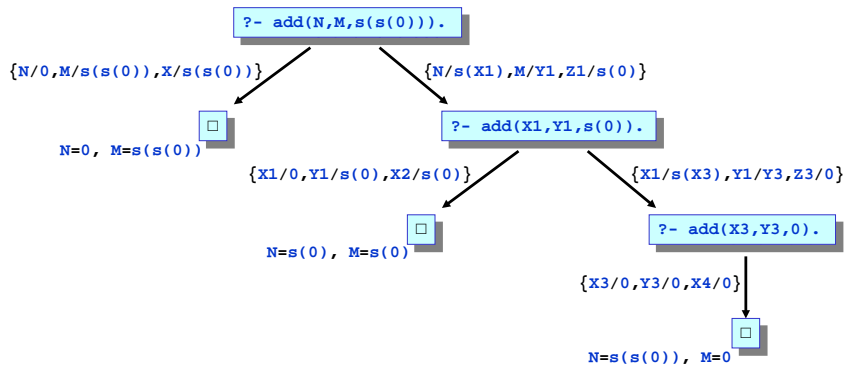 ?- add(N,M,s(s(0))).
{N/0,M/s(s(0)),X/s(s(0))}
{N/s(X1),M/Y1,Z1/s(0)}
□
?- add(X1,Y1,s(0)).
N=0, M=s(s(0))
{X1/0,Y1/s(0),X2/s(0)}
{X1/s(X3),Y1/Y3,Z3/0}
□
?- add(X3,Y3,0).
N=s(0), M=s(0)
{X3/0,Y3/0,X4/0}
□
N=s(s(0)), M=0